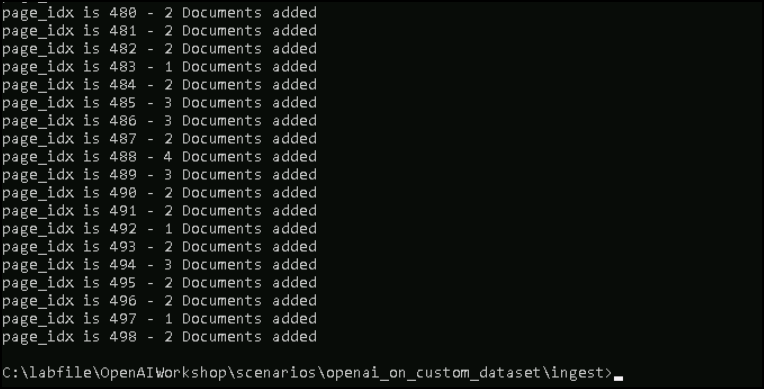 page_idx is 480 - 2 Documents added
page_idx is 481 - 2 Documents added
page_idx is 482 - 2 Documents added
page_idx is 483 - 1 Documents added
page_idx is 484 - 2 Documents added
page_idx is 485 - 3 Documents added
page_idx is 486 - 3 Documents added
page_idx is 487 - 2 Documents added
page_idx is 488 - 4 Documents added
page_idx is 489 - 3 Documents added
page_idx is 490 - 2 Documents added
page_idx is 491 - 2 Documents added
page_idx is 492 - 1 Documents added
page_idx is 493 - 2 Documents added
page_idx is 494 - 3 Documents added
page_idx is 495 - 2 Documents added
page_idx is 496 - 2 Documents added
page_idx is 497 - 1 Documents added
page_idx is 498 - 2 Documents added
C:\labfile\OpenAIWorkshop\scenarios\openai_on_custom_dataset\ingest>